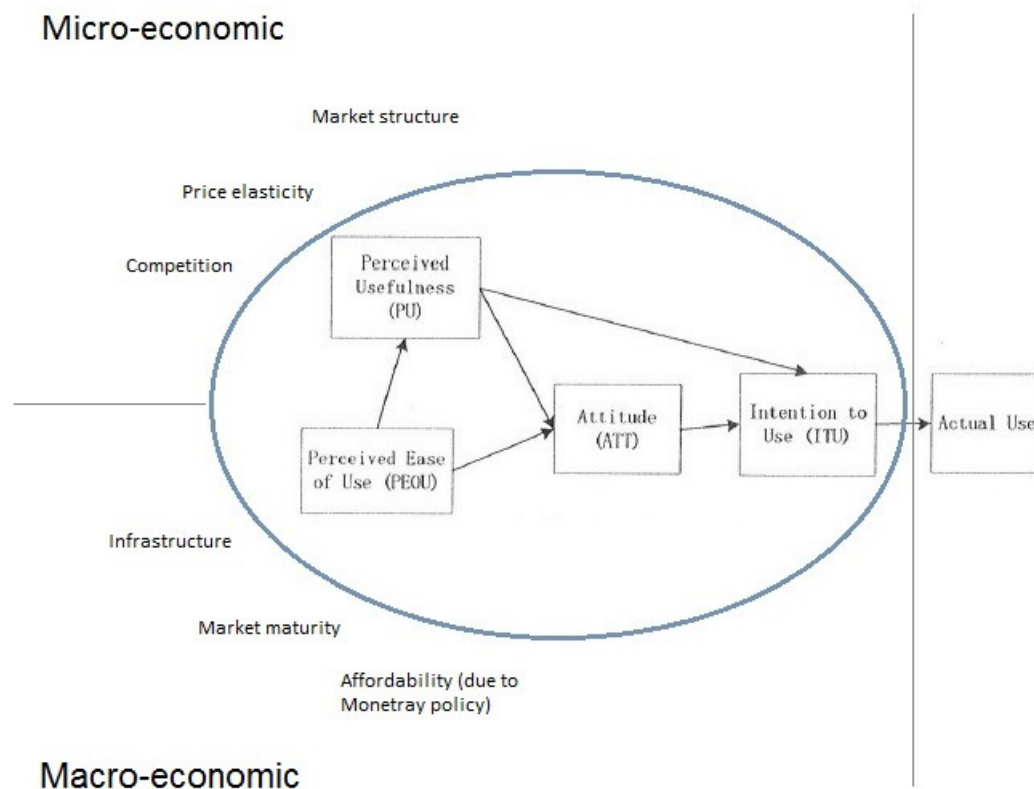 Micro-economic
Market structure
Price elasticity
Competition
Perceived
Usefulness
(PU)
Perceived Ease
of Use (PEOU)
Attitude
(ATT)
Intention to
Use (ITU)
Actual Use
Infrastructure
Market maturity
Affordability (due to
Monetray policy)
Macro-economic